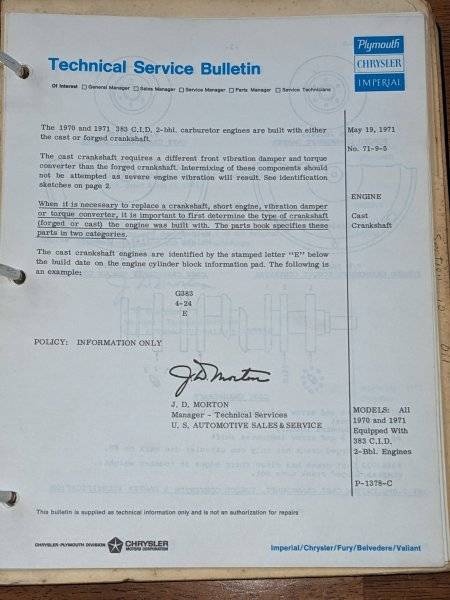 Plymouth
CHRYSLER
IMPERIAL
Technical Service Bulletin
Of Interest □ General Manager □ Sales Manager □ Service Manager □ Parts Manager □ Service Technicians
The 1970 and 1971 383 C.I.D. 2-bbl. carburetor engines are built with either
the cast or forged crankshaft.
The cast crankshaft requires a different front vibration damper and torque
converter than the forged crankshaft. Intermixing of these components should
not be attempted as severe engine vibration will result. See identification
sketches on page 2.
When it is necessary to replace a crankshaft, short engine, vibration damper
or torque converter, it is important to first determine the type of crankshaft
(forged or cast) the engine was built with. The parts book specifies these
parts in two categories.
The cast crankshaft engines are identified by the stamped letter "E" below
the build date on the engine cylinder block information pad. The following is
an example:
G383
4-24
E
POLICY: INFORMATION ONLY
J. D. Morton
J. D. MORTON
Manager - Technical Services
U. S. AUTOMOTIVE SALES & SERVICE
May 19, 1971
No. 71-9-5
ENGINE
Cast
Crankshaft
MODELS: All
1970 and 1971
Equipped With
383 C.I.D.
2-Bbl. Engines
P-1378-C
This bulletin is supplied as technical information only and is not an authorization for repairs
CHRYSLER-PLYMOUTH DIVISION CHRYSLER
MOTORS CORPORATION
Imperial/Chrysler/Fury/Belvedere/Valiant